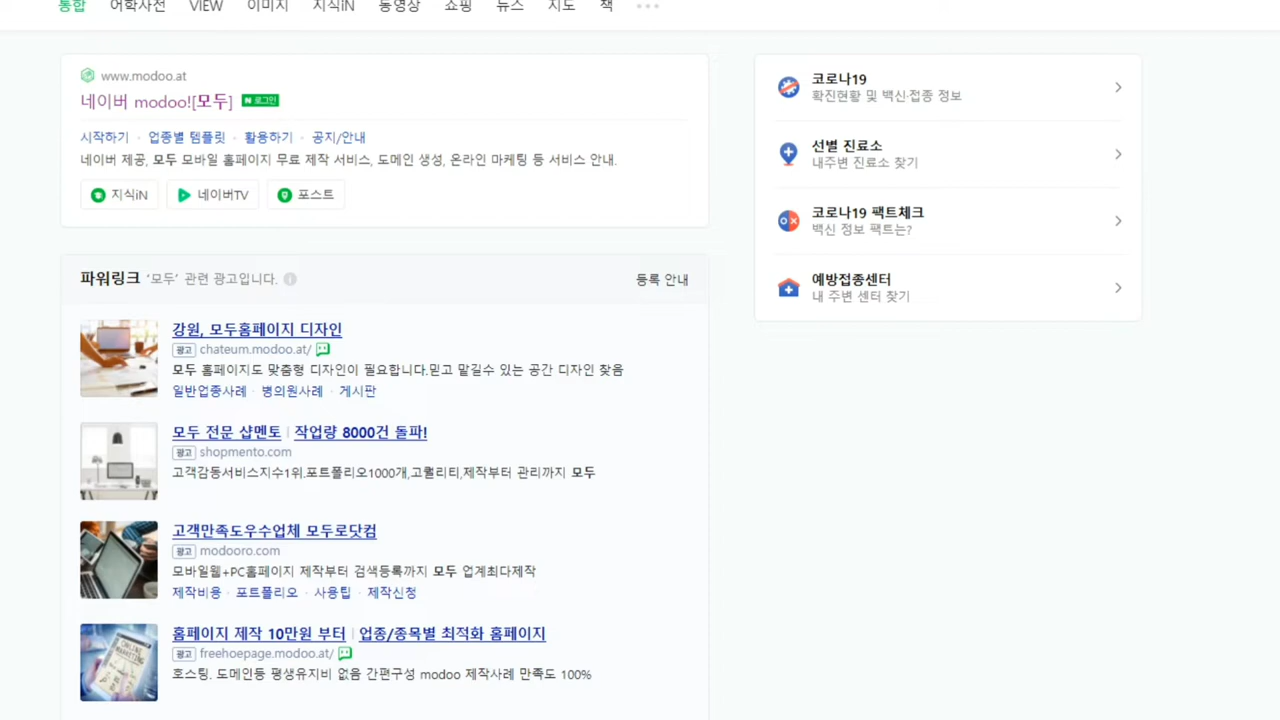 통합 어학사전 VIEW 이미지 지식iN 동영상 쇼핑 뉴스 지도 책
www.modoo.at
네이버 modoo![모두] N 로그인
시작하기 · 업종별 템플릿 · 활용하기 · 공지/안내
네이버 제공, 모두 모바일 홈페이지 무료 제작 서비스, 도메인 생성, 온라인 마케팅 등 서비스 안내.
지식iN 네이버TV 포스트
파워링크 '모두' 관련 광고입니다. 등록 안내
강원, 모두홈페이지 디자인
광고 chateum.modoo.at/
모두 홈페이지도 맞춤형 디자인이 필요합니다.믿고 맡길수 있는 공간 디자인 찾음
일반업종사례 · 병의원사례 · 게시판
모두 전문 샵멘토 | 작업량 8000건 돌파!
광고 shopmento.com
고객감동서비스지수1위.포트폴리오1000개,고퀄리티,제작부터 관리까지 모두
고객만족도우수업체 모두로닷컴
광고 modooro.com
모바일웹+PC홈페이지 제작부터 검색등록까지 모두 업계최다제작
제작비용 · 포트폴리오 · 사용팁 · 제작신청
홈페이지 제작 10만원 부터 | 업종/종목별 최적화 홈페이지
광고 freehoepage.modoo.at/
호스팅. 도메인등 평생유지비 없음 간편구성 modoo 제작사례 만족도 100%
ONLINE MARKETING
코로나19
확진현황 및 백신·접종 정보
선별 진료소
내주변 진료소 찾기
코로나19 팩트체크
백신 정보 팩트는?
예방접종센터
내 주변 센터 찾기